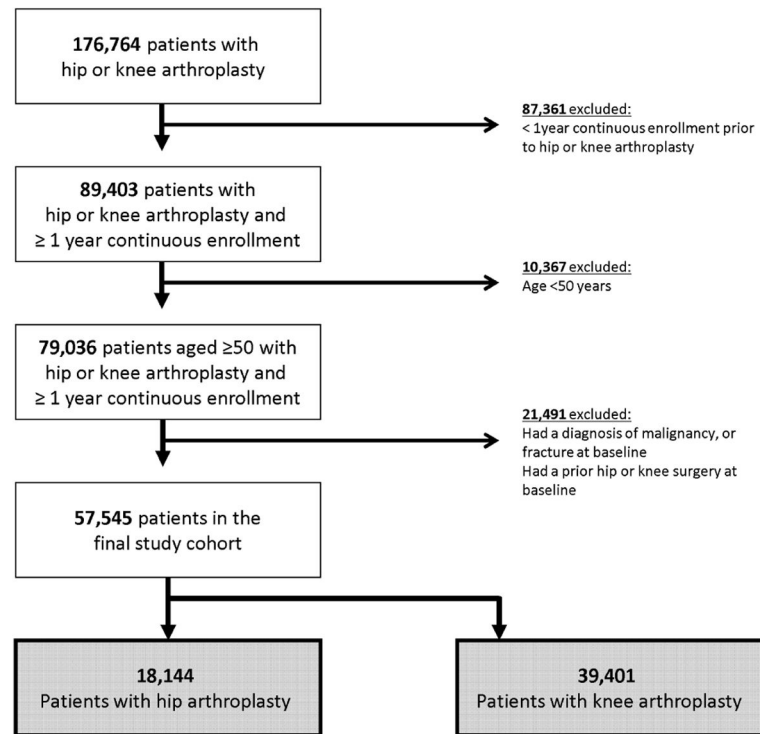 176,764 patients with
hip or knee arthroplasty
87,361 excluded:
< 1year continuous enrollment prior
to hip or knee arthroplasty
89,403 patients with
hip or knee arthroplasty and
≥ 1 year continuous enrollment
10,367 excluded:
Age <50 years
79,036 patients aged ≥50 with
hip or knee arthroplasty and
≥ 1 year continuous enrollment
21,491 excluded:
Had a diagnosis of malignancy, or
fracture at baseline
Had a prior hip or knee surgery at
baseline
57,545 patients in the
final study cohort
18,144
Patients with hip arthroplasty
39,401
Patients with knee arthroplasty